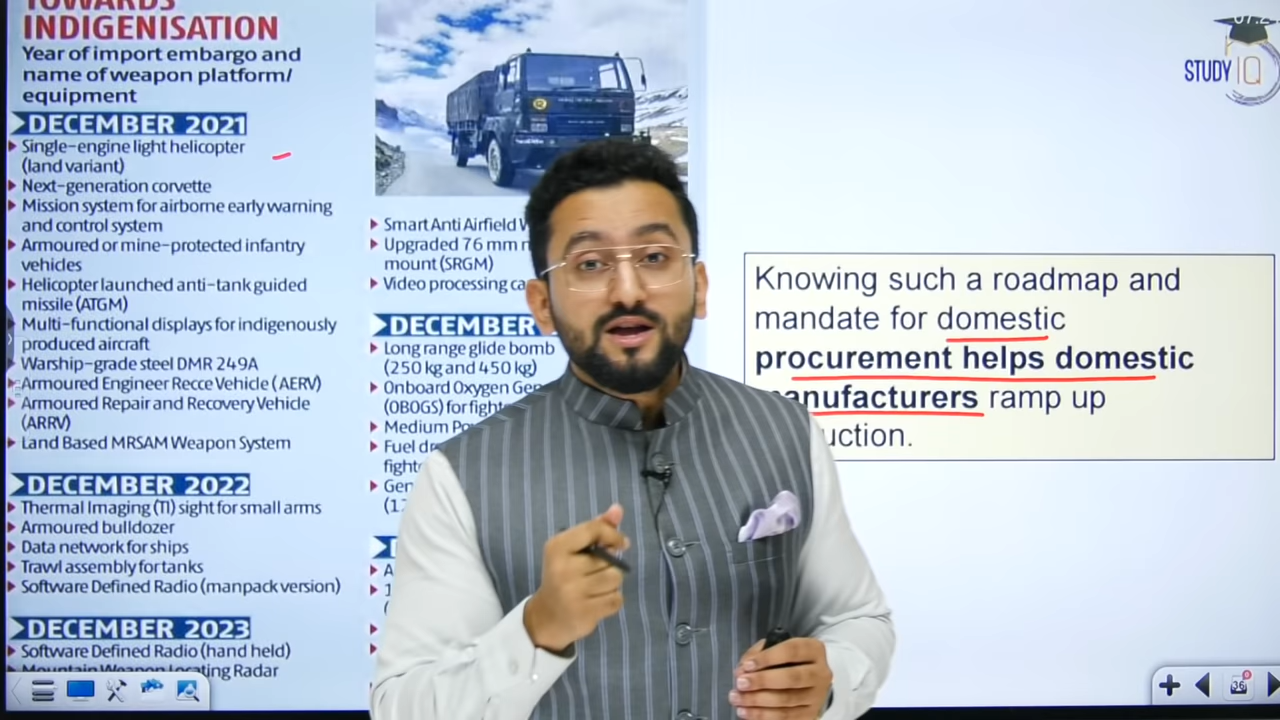 TOWARDS
INDIGENISATION
Year of import embargo and
name of weapon platform/
equipment
DECEMBER 2021
Single-engine light helicopter
(land variant)
Next-generation corvette
Mission system for airborne early warning
and control system
Armoured or mine-protected infantry
vehicles
Helicopter launched anti-tank guided
missile (ATGM)
Multi-functional displays for indigenously
produced aircraft
Warship-grade steel DMR 249A
Armoured Engineer Recce Vehicle (AERV)
Armoured Repair and Recovery Vehicle
(ARRV)
Land Based MRSAM Weapon System
DECEMBER 2022
Thermal Imaging (TI) sight for small arms
Armoured bulldozer
Data network for ships
Trawl assembly for tanks
Software Defined Radio (manpack version)
DECEMBER 2023
Software Defined Radio (hand held)
Mountain Weapon Locating Radar
Smart Anti Airfield
Upgraded 76 mm
mount (SRGM)
Video processing
DECEMBER
Long range glide bomb
(250 kg and 450 kg)
Onboard Oxygen
(OBOGS) for
Medium
Fuel
STUDY IQ
Knowing such a roadmap and
mandate for domestic
procurement helps domestic
manufacturers ramp up
36